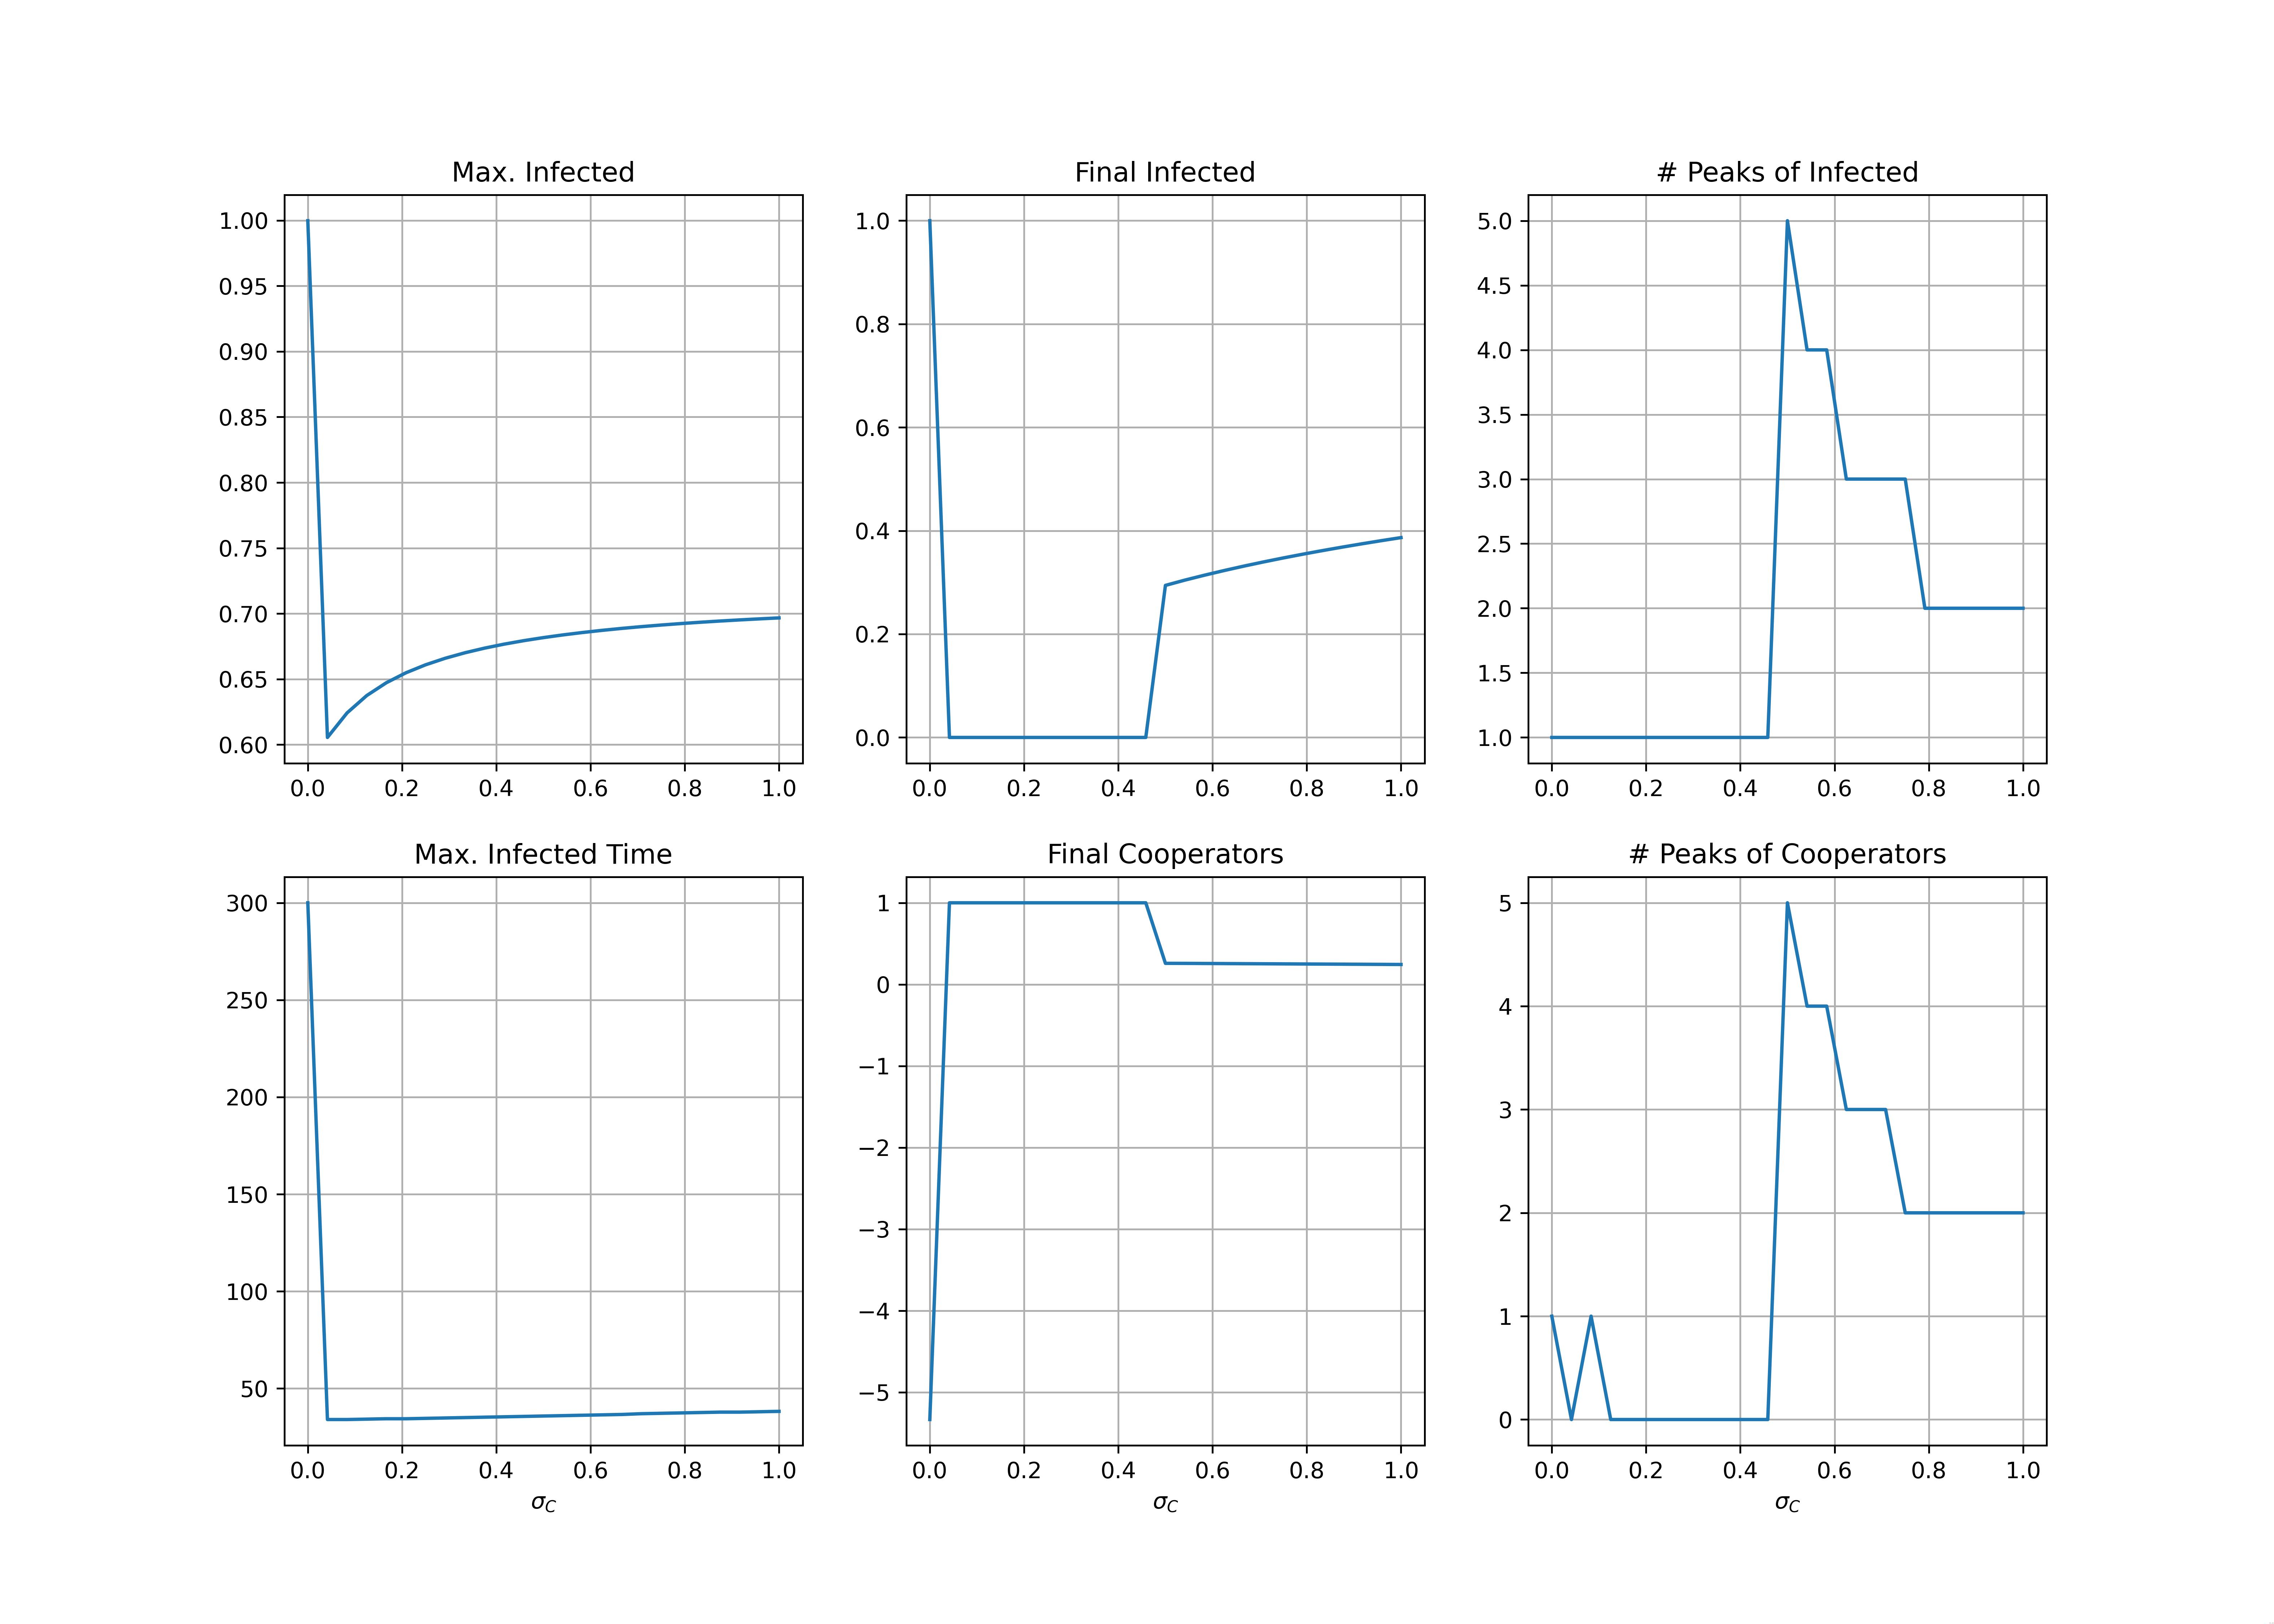 Max. Infected
1.00
0.95
0.90
0.85
0.80
0.75
0.70
0.65
0.60
0.0 0.2 0.4 0.6 0.8 1.0
Final Infected
1.0
0.8
0.6
0.4
0.2
0.0
0.0 0.2 0.4 0.6 0.8 1.0
# Peaks of Infected
5.0
4.5
4.0
3.5
3.0
2.5
2.0
1.5
1.0
0.0 0.2 0.4 0.6 0.8 1.0
Max. Infected Time
300
250
200
150
100
50
0.0 0.2 0.4 0.6 0.8 1.0
σC
Final Cooperators
1
0
−1
−2
−3
−4
−5
0.0 0.2 0.4 0.6 0.8 1.0
σC
# Peaks of Cooperators
5
4
3
2
1
0
0.0 0.2 0.4 0.6 0.8 1.0
σC